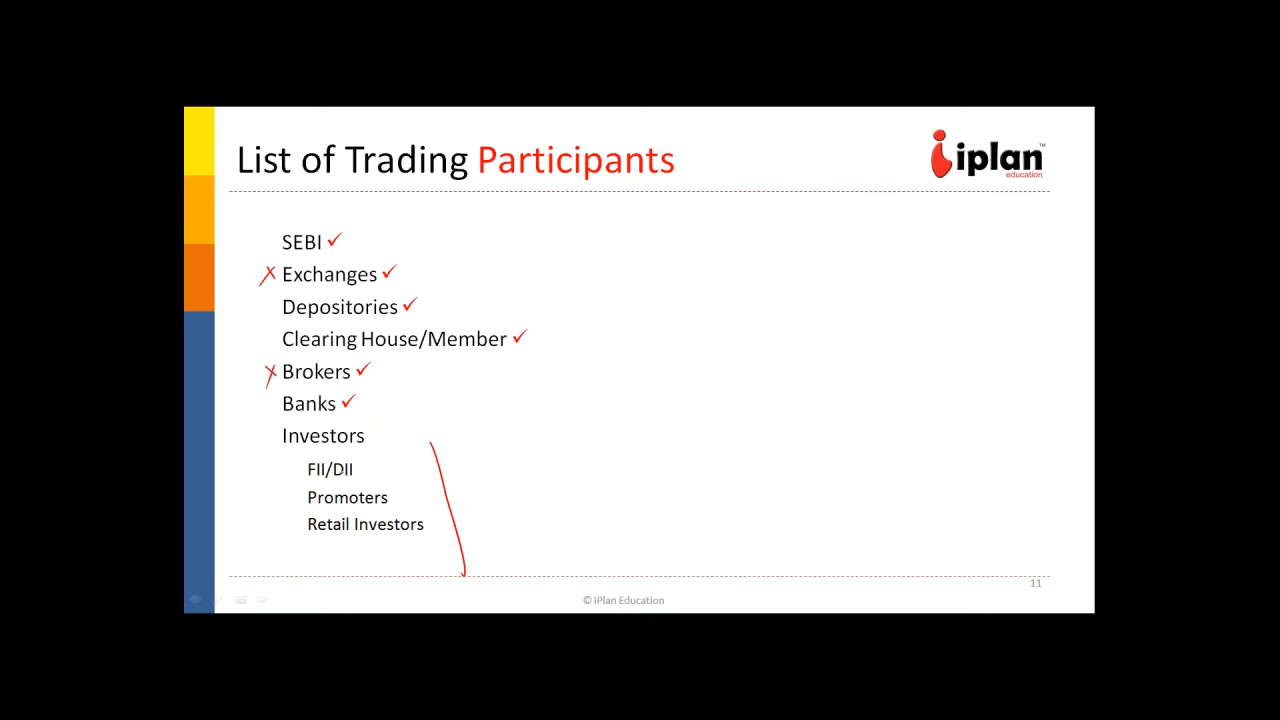 List of Trading Participants
iplan™
education
SEBI ✓
✗ Exchanges ✓
Depositories ✓
Clearing House/Member ✓
✗ Brokers ✓
Banks ✓
Investors
FII/DII
Promoters
Retail Investors
11
© iPlan Education